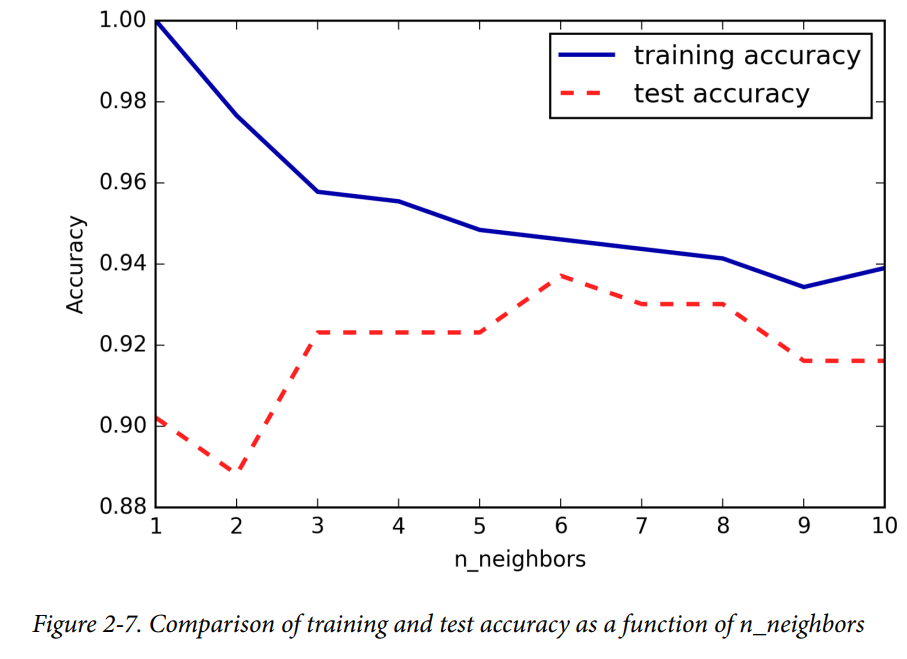 1.00
training accuracy
test accuracy
0.98
0.96
0.94
0.92
0.90
0.88
Accuracy
1 2 3 4 5 6 7 8 9 10
n_neighbors
Figure 2-7. Comparison of training and test accuracy as a function of n_neighbors